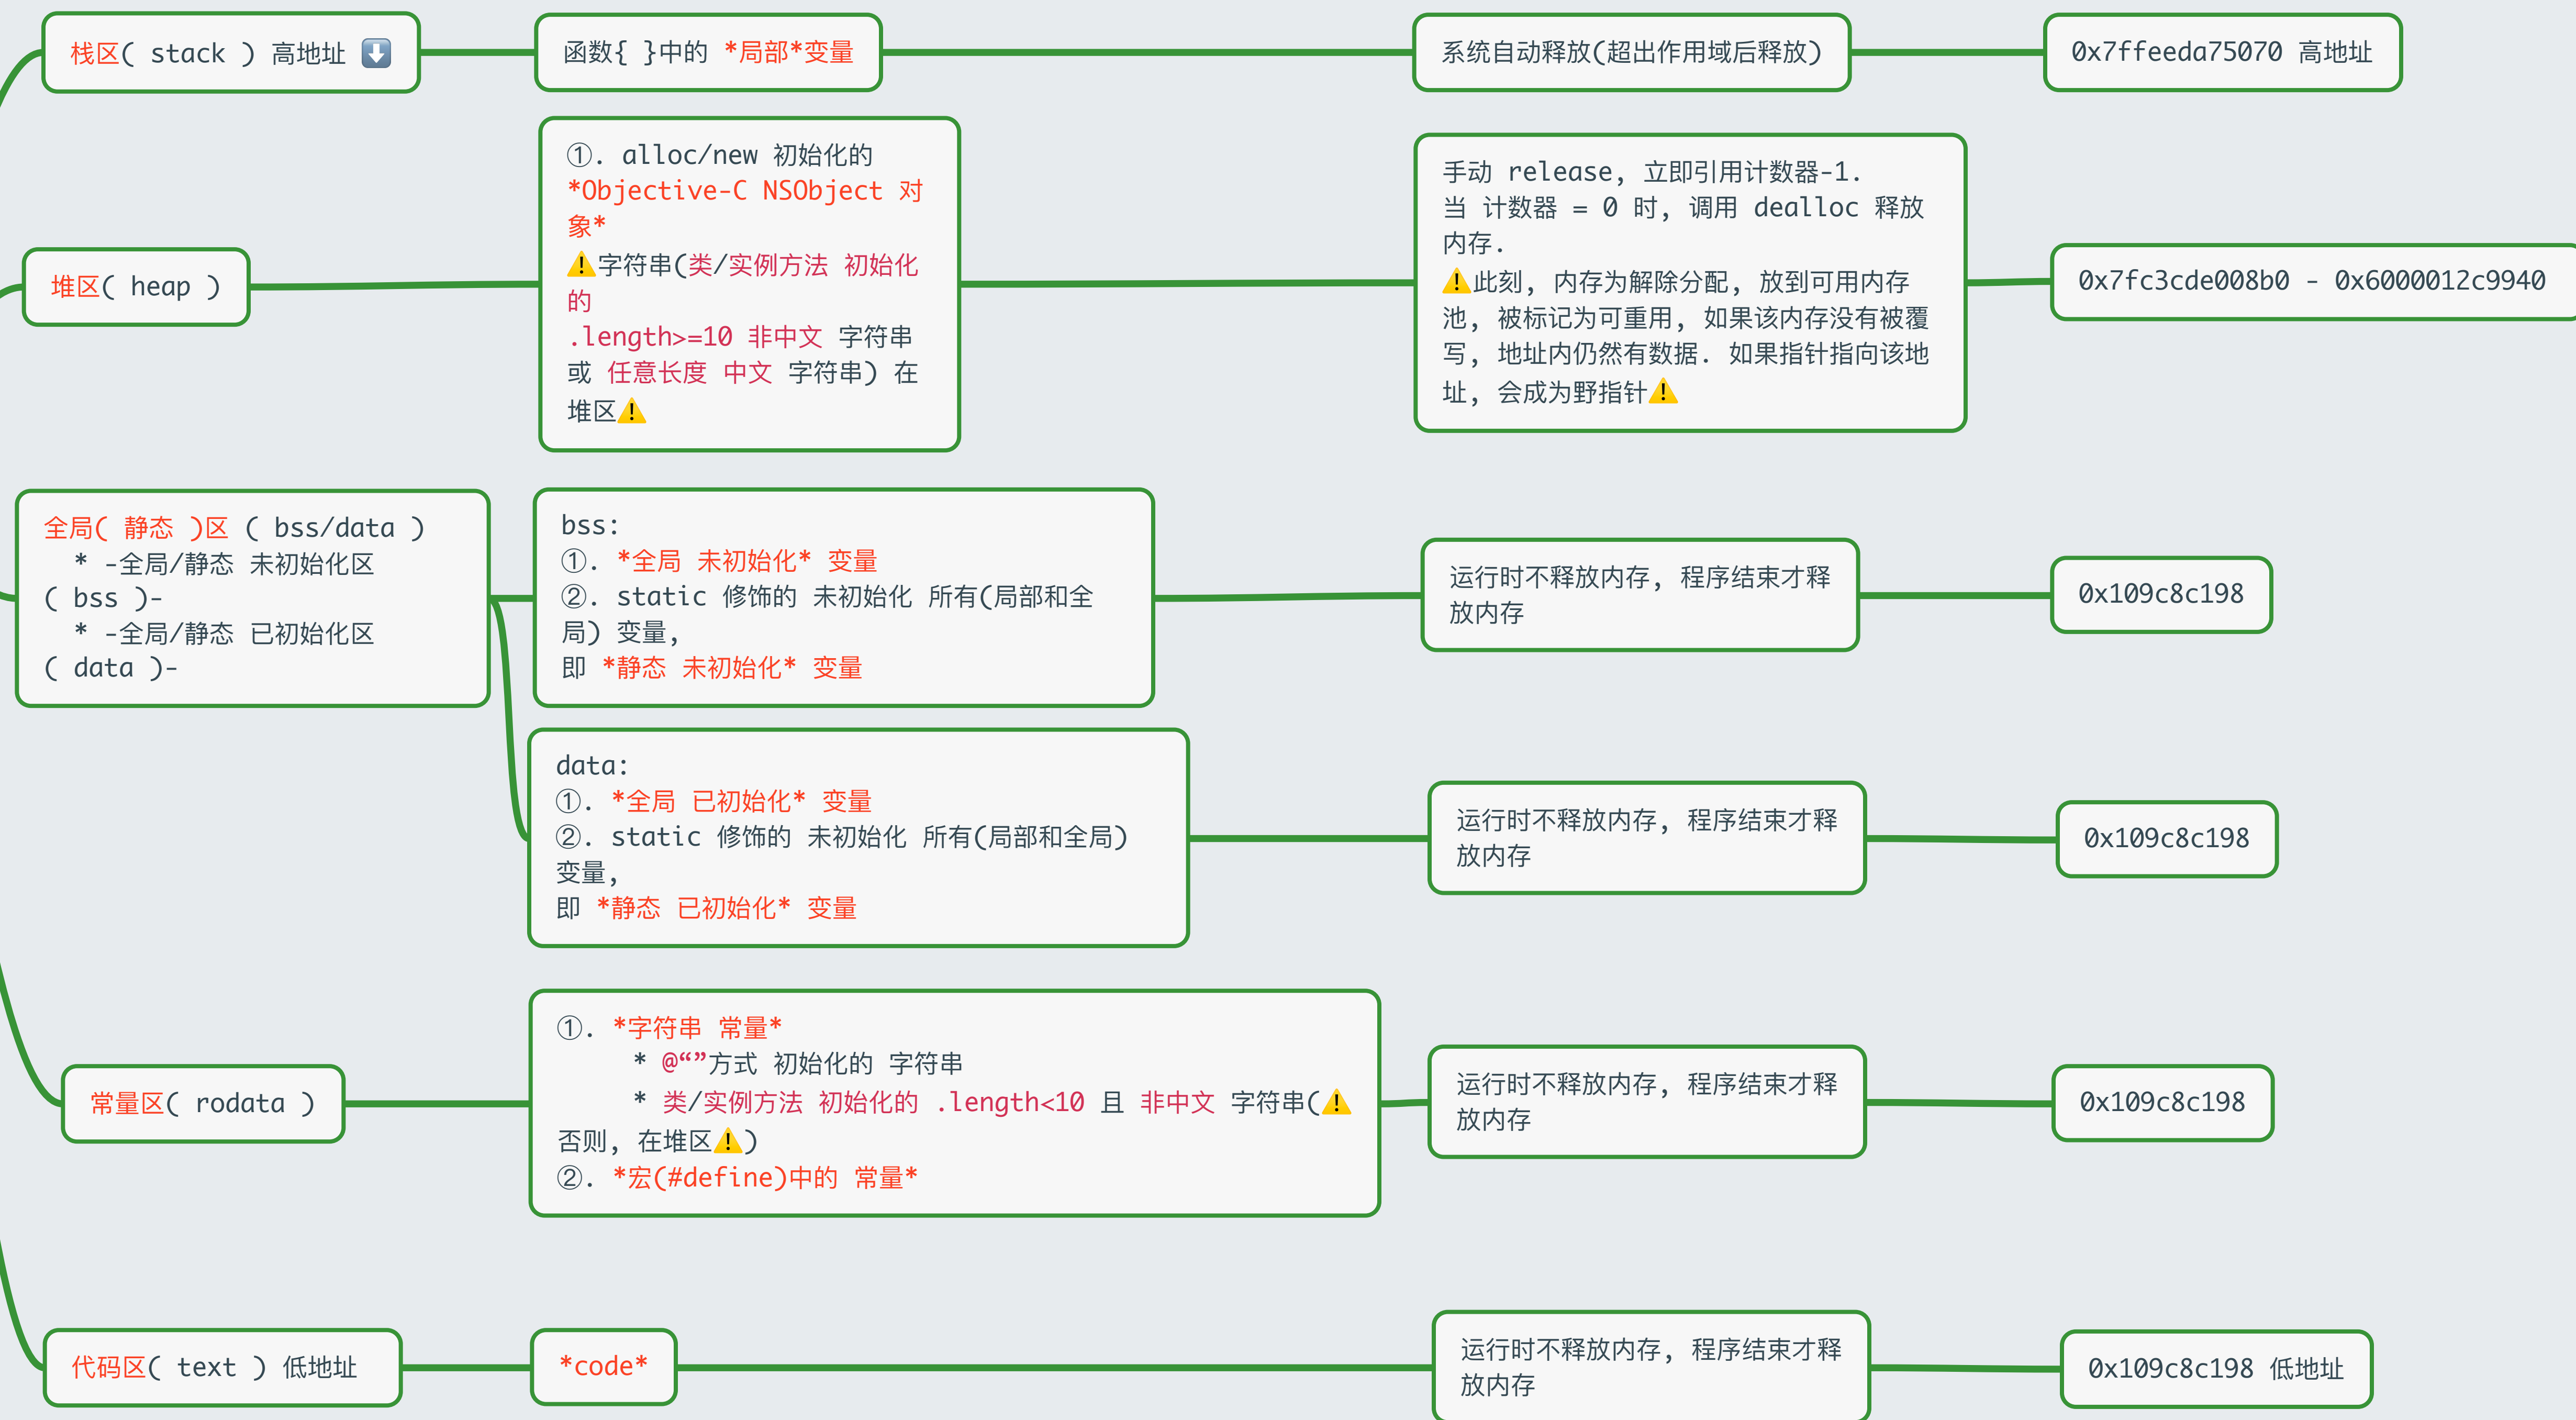 栈区( stack ) 高地址 ⬇️
函数{ }中的 *局部*变量
系统自动释放(超出作用域后释放)
0x7ffeeda75070 高地址
堆区( heap )
①. alloc/new 初始化的
*Objective-C NSObject 对
象*
⚠️字符串(类/实例方法 初始化
的
.length>=10 非中文 字符串
或 任意长度 中文 字符串) 在
堆区⚠️
手动 release, 立即引用计数器-1.
当 计数器 = 0 时, 调用 dealloc 释放
内存.
⚠️此刻, 内存为解除分配, 放到可用内存
池, 被标记为可重用, 如果该内存没有被覆
写, 地址内仍然有数据. 如果指针指向该地
址, 会成为野指针⚠️
0x7fc3cde008b0 - 0x6000012c9940
全局( 静态 )区 ( bss/data )
* -全局/静态 未初始化区
( bss )-
* -全局/静态 已初始化区
( data )-
bss:
①. *全局 未初始化* 变量
②. static 修饰的 未初始化 所有(局部和全
局) 变量,
即 *静态 未初始化* 变量
运行时不释放内存, 程序结束才释
放内存
0x109c8c198
data:
①. *全局 已初始化* 变量
②. static 修饰的 未初始化 所有(局部和全局)
变量,
即 *静态 已初始化* 变量
运行时不释放内存, 程序结束才释
放内存
0x109c8c198
常量区( rodata )
①. *字符串 常量*
* @“”方式 初始化的 字符串
* 类/实例方法 初始化的 .length<10 且 非中文 字符串(⚠️
否则, 在堆区⚠️)
②. *宏(#define)中的 常量*
运行时不释放内存, 程序结束才释
放内存
0x109c8c198
代码区( text ) 低地址
*code*
运行时不释放内存, 程序结束才释
放内存
0x109c8c198 低地址